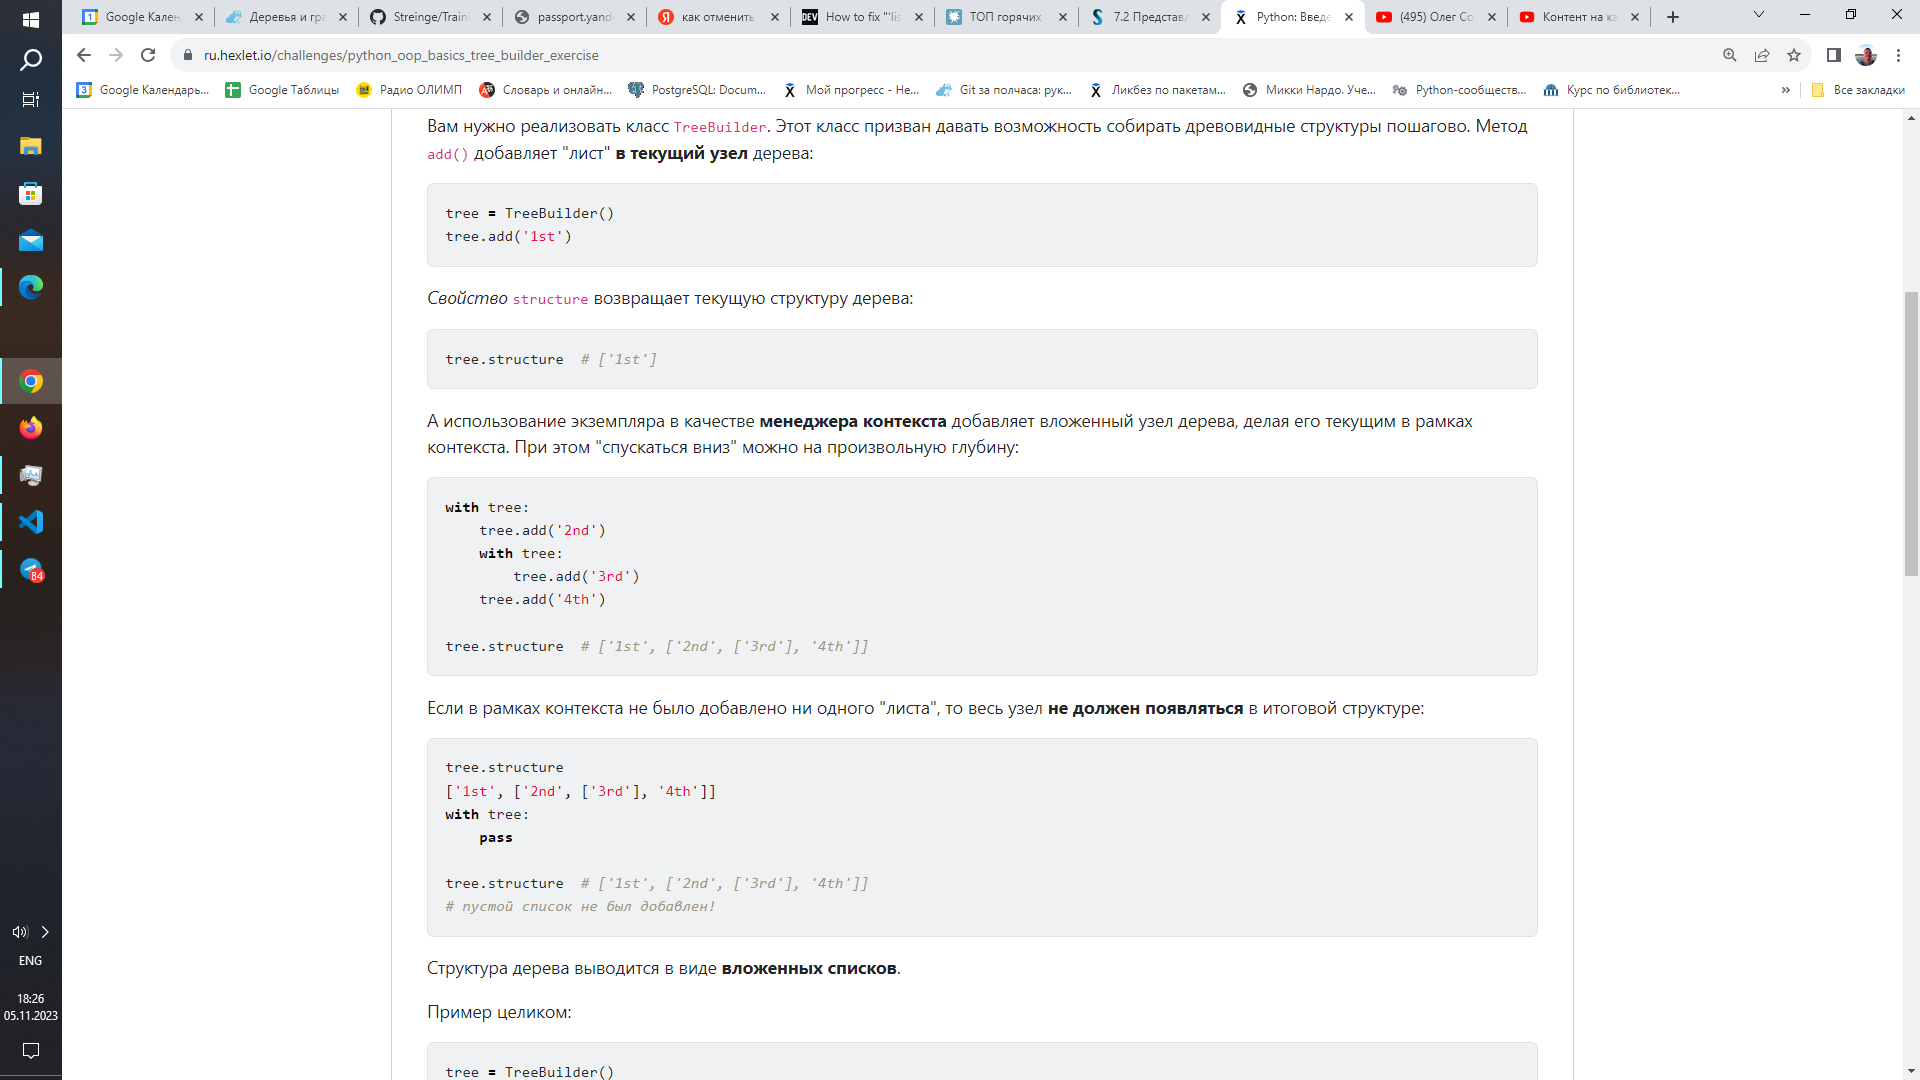 Google Кален
Деревья и гра
Streinge/Traini
passport.yand
как отменить
How to fix "'lis
ТОП горячих
7.2 Представл
Python: Введе
(495) Олег Со
Контент на ка
ru.hexlet.io/challenges/python_oop_basics_tree_builder_exercise
Google Календарь...
Google Таблицы
Радио ОЛИМП
Словарь и онлайн...
PostgreSQL: Docum...
Мой прогресс - Не...
Git за полчаса: рук...
Ликбез по пакетам...
Микки Нардо. Уче...
Python-сообществ...
Курс по библиотек...
»
Все закладки
Вам нужно реализовать класс TreeBuilder. Этот класс призван давать возможность собирать древовидные структуры пошагово. Метод
add() добавляет "лист" в текущий узел дерева:
tree = TreeBuilder()
tree.add('1st')
Свойство structure возвращает текущую структуру дерева:
tree.structure  # ['1st']
А использование экземпляра в качестве менеджера контекста добавляет вложенный узел дерева, делая его текущим в рамках
контекста. При этом "спускаться вниз" можно на произвольную глубину:
with tree:
    tree.add('2nd')
    with tree:
        tree.add('3rd')
    tree.add('4th')
tree.structure  # ['1st', ['2nd', ['3rd'], '4th']]
Если в рамках контекста не было добавлено ни одного "листа", то весь узел не должен появляться в итоговой структуре:
tree.structure
['1st', ['2nd', ['3rd'], '4th']]
with tree:
    pass
tree.structure  # ['1st', ['2nd', ['3rd'], '4th']]
# пустой список не был добавлен!
Структура дерева выводится в виде вложенных списков.
Пример целиком:
tree = TreeBuilder()
84
ENG
18:26
05.11.2023